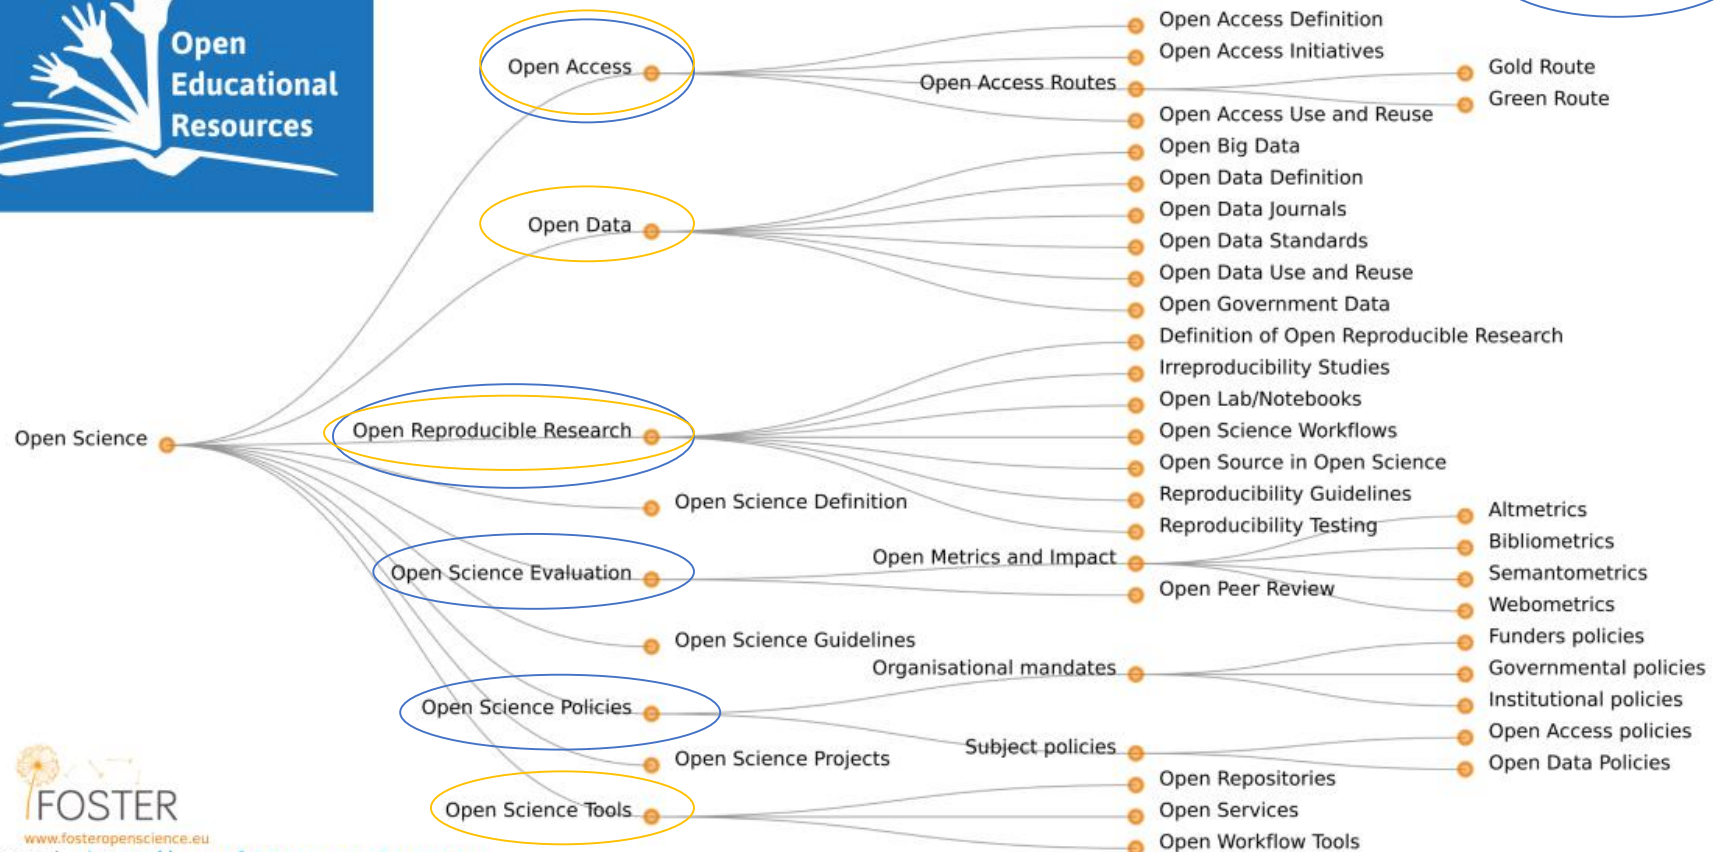 Open
Educational
Resources
Open Science
Open Access
Open Access Definition
Open Access Initiatives
Open Access Routes
Gold Route
Green Route
Open Access Use and Reuse
Open Data
Open Big Data
Open Data Definition
Open Data Journals
Open Data Standards
Open Data Use and Reuse
Open Government Data
Open Reproducible Research
Definition of Open Reproducible Research
Irreproducibility Studies
Open Lab/Notebooks
Open Science Workflows
Open Source in Open Science
Reproducibility Guidelines
Reproducibility Testing
Open Science Definition
Open Science Evaluation
Open Metrics and Impact
Altmetrics
Bibliometrics
Semantometrics
Webometrics
Open Peer Review
Open Science Guidelines
Open Science Policies
Organisational mandates
Funders policies
Governmental policies
Institutional policies
Subject policies
Open Access policies
Open Data Policies
Open Science Projects
Open Science Tools
Open Repositories
Open Services
Open Workflow Tools
FOSTER
www.fosteropenscience.eu